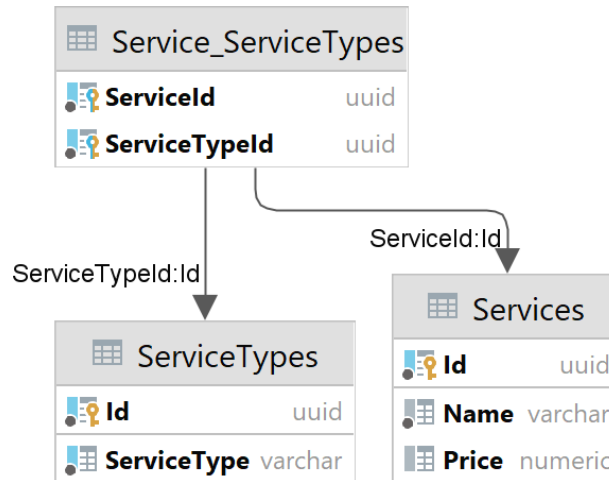 Service_ServiceTypes
ServiceId uuid
ServiceTypeId uuid
ServiceId:Id
ServiceTypeId:Id
Services
Id uuid
Name varchar
Price numeric
ServiceTypes
Id uuid
ServiceType varchar